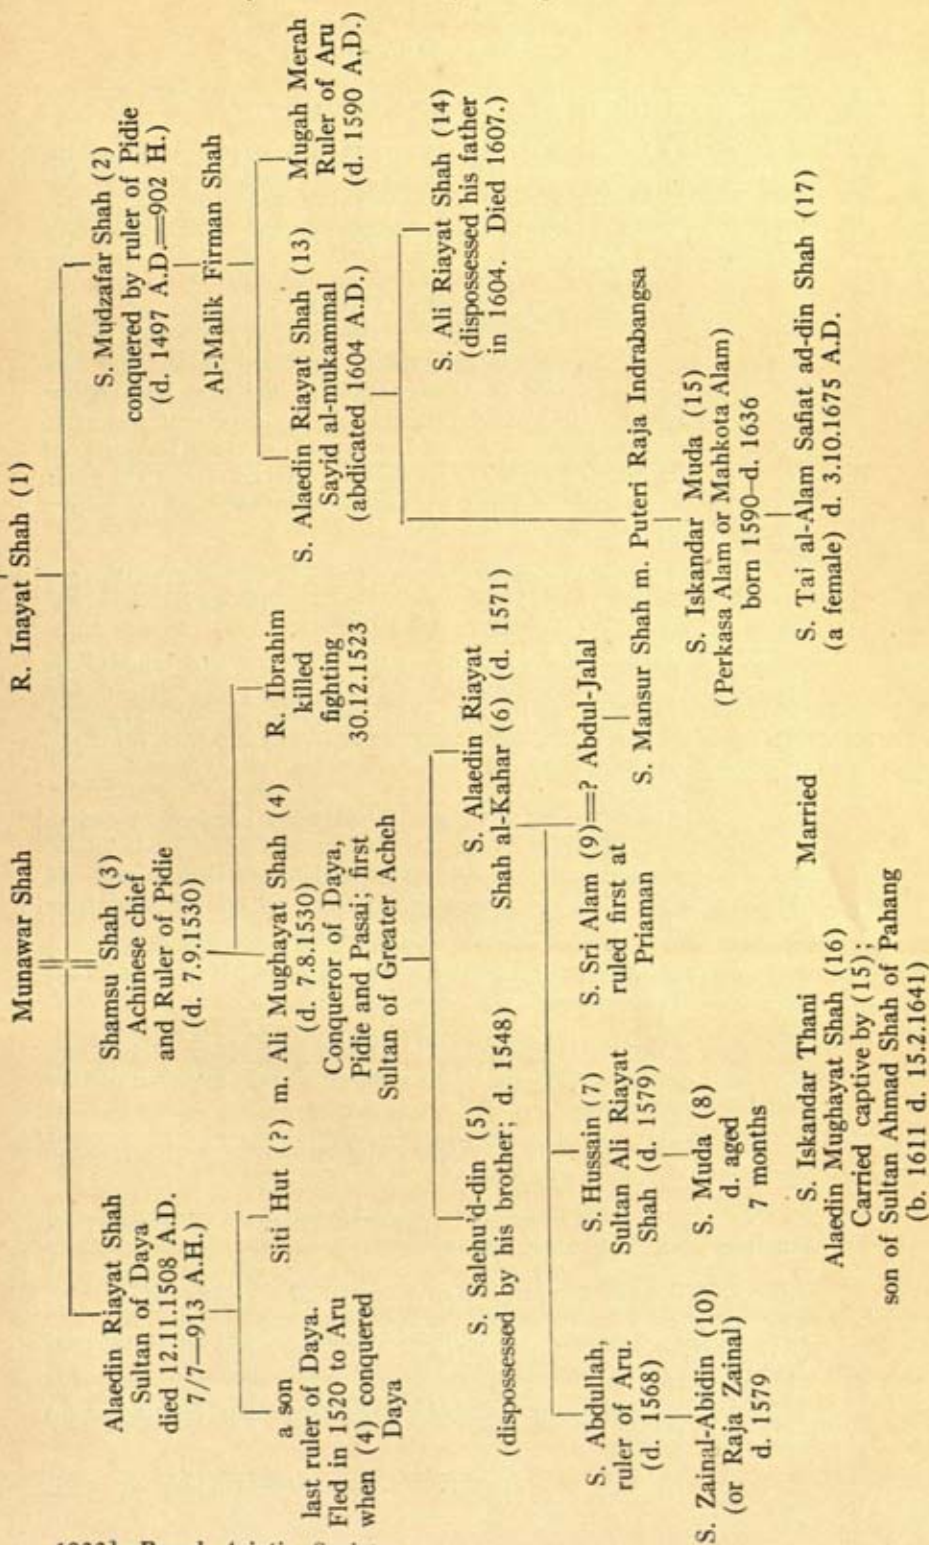 Munawar Shah
R. Inayat Shah (1)
Alaedin Riayat Shah
Sultan of Daya
died 12.11.1508 A.D.
7/7—913 A.H.)
Shamsu Shah (3)
Achinese chief
and Ruler of Pidie
(d. 7.9.1530)
S. Mudzafar Shah (2)
conquered by ruler of Pidie
(d. 1497 A.D.=902 H.)
Al-Malik Firman Shah
a son
last ruler of Daya.
Fled in 1520 to Aru
when (4) conquered
Daya
Siti Hut (?) m. Ali Mughayat Shah (4)
(d. 7.8.1530)
Conqueror of Daya,
Pidie and Pasai; first
Sultan of Greater Acheh
R. Ibrahim
killed
fighting
30.12.1523
S. Alaedin Riayat Shah (13)
Sayid al-mukammal
(abdicated 1604 A.D.)
Mugah Merah
Ruler of Aru
(d. 1590 A.D.)
S. Salehu'd-din (5)
(dispossessed by his brother; d. 1548)
S. Alaedin Riayat
Shah al-Kahar (6) (d. 1571)
S. Ali Riayat Shah (14)
(dispossessed his father
in 1604. Died 1607.)
S. Abdullah,
ruler of Aru.
(d. 1568)
S. Hussain (7)
Sultan Ali Riayat
Shah (d. 1579)
S. Sri Alam (9)=? Abdul-Jalal
ruled first at
Priaman
S. Mansur Shah m. Puteri Raja Indrabangsa
S. Zainal-Abidin (10)
(or Raja Zainal)
d. 1579
S. Muda (8)
d. aged
7 months
S. Iskandar Muda (15)
(Perkasa Alam or Mahkota Alam)
born 1590–d. 1636
S. Iskandar Thani
Alaedin Mughayat Shah (16)
Carried captive by (15);
son of Sultan Ahmad Shah of Pahang
(b. 1611 d. 15.2.1641)
Married
S. Tai al-Alam Safiat ad-din Shah (17)
(a female) d. 3.10.1675 A.D.